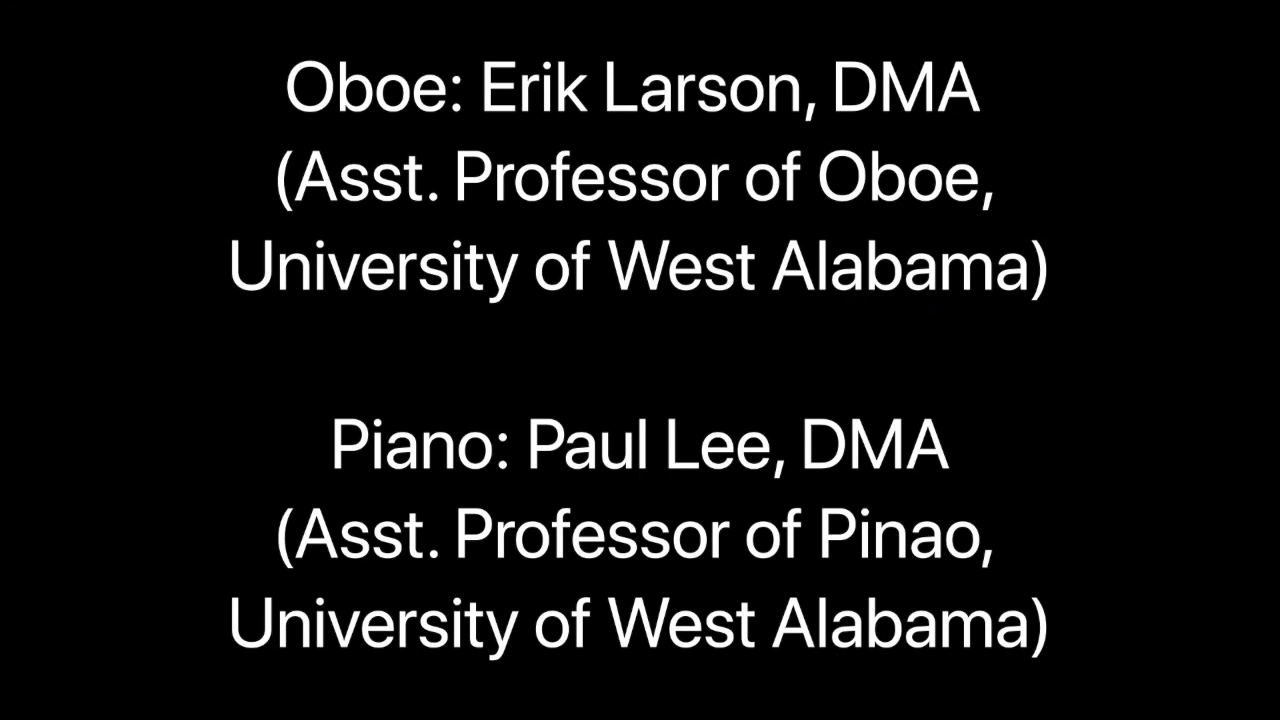 Oboe: Erik Larson, DMA
(Asst. Professor of Oboe,
University of West Alabama)
Piano: Paul Lee, DMA
(Asst. Professor of Pinao,
University of West Alabama)